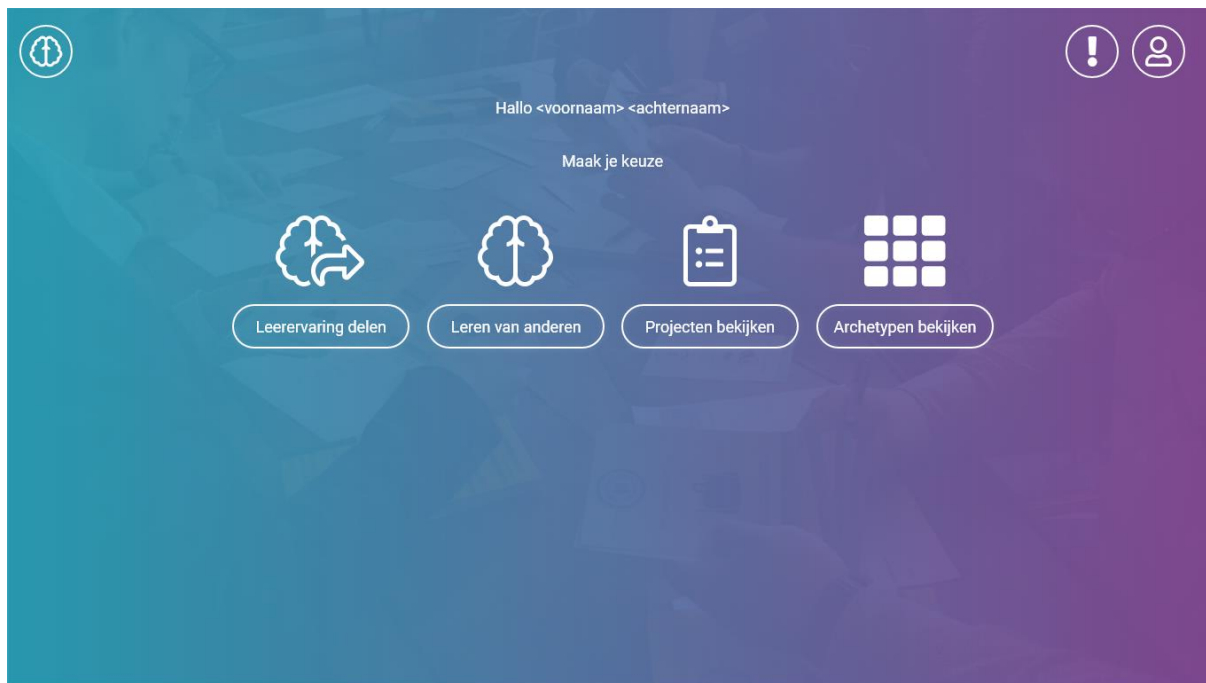 Hallo <voornaam> <achternaam>
Maak je keuze
Leerervaring delen
Leren van anderen
Projecten bekijken
Archetypen bekijken